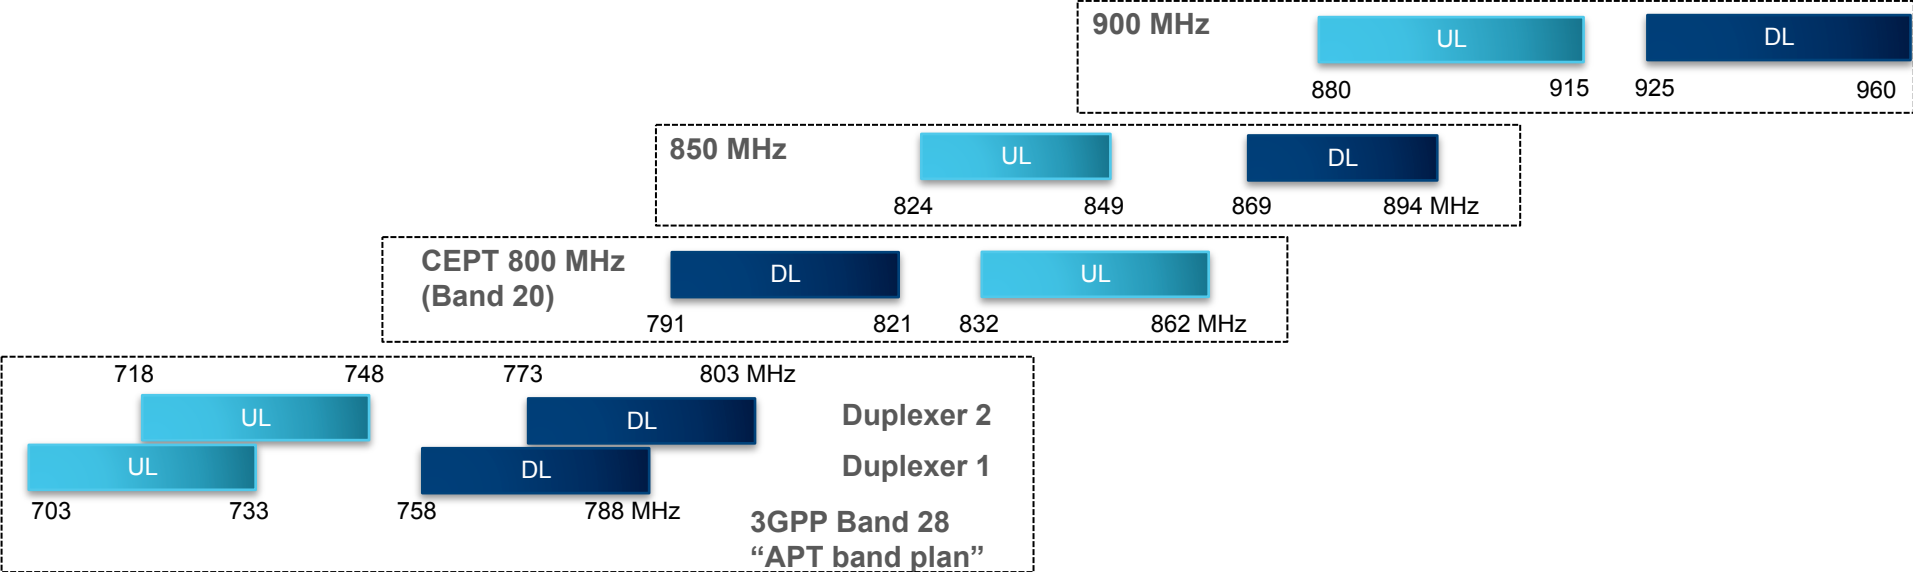 900 MHz
UL
DL
880
915
925
960
850 MHz
UL
DL
824
849
869
894 MHz
CEPT 800 MHz
(Band 20)
DL
UL
791
821
832
862 MHz
718
748
773
803 MHz
UL
DL
Duplexer 2
UL
DL
Duplexer 1
703
733
758
788 MHz
3GPP Band 28
“APT band plan”